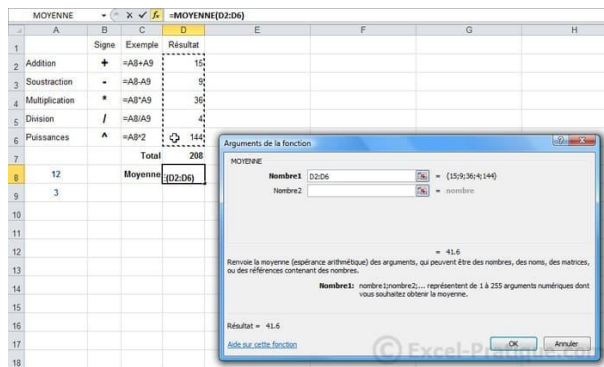 MOYENNE =MOYENNE(D2:D6)
A B C D E F G H
1 Signe Exemple Résultat
2 Addition + =A8+A9 15
3 Soustraction - =A8-A9 9
4 Multiplication * =A8*A9 36
5 Division / =A8/A9 4
6 Puissances ^ =A8^2 144
7 Total 208
8 12 Moyenne (D2:D6)
9 3
10
11
12
13
14
15
16
17
18
Arguments de la fonction
MOYENNE
Nombre1 D2:D6 = {15;9;36;4;144}
Nombre2 = nombre
= 41.6
Renvoie la moyenne (espérance arithmétique) des arguments, qui peuvent être des nombres, des noms, des matrices,
ou des références contenant des nombres.
Nombre1: nombre1;nombre2;... représentent de 1 à 255 arguments numériques dont
vous souhaitez obtenir la moyenne.
Résultat = 41.6
Aide sur cette fonction OK Annuler
© Excel-Pratique.com